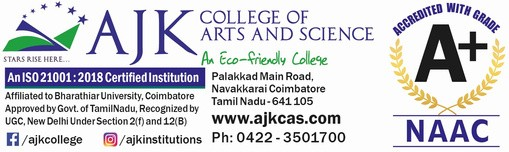 STARS RISE HERE...
AJK COLLEGE OF
ARTS AND SCIENCE
An Eco-friendly College
An ISO 21001 : 2018 Certified Institution
Affiliated to Bharathiar University, Coimbatore
Approved by Govt. of TamilNadu, Recognized by
UGC, New Delhi Under Section 2(f) and 12(B)
f /ajkcollege /ajkinstitutions
Palakkad Main Road,
Navakkarai Coimbatore
Tamil Nadu - 641 105
www.ajkcas.com
Ph: 0422 - 3501700
ACCREDITED WITH GRADE
A+
NAAC